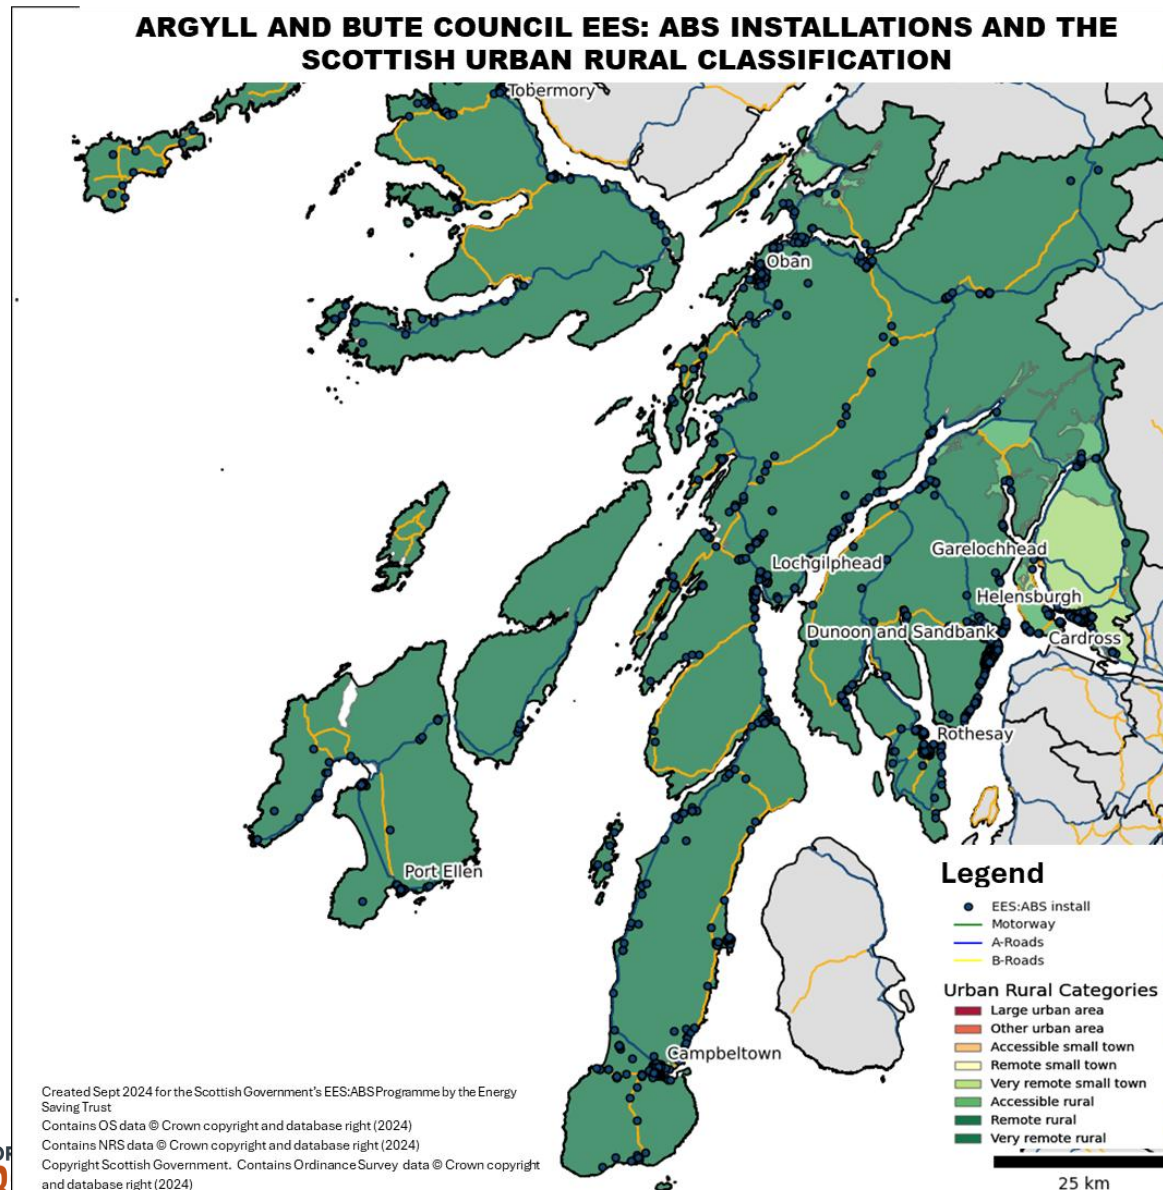 ARGYLL AND BUTE COUNCIL EES: ABS INSTALLATIONS AND THE
SCOTTISH URBAN RURAL CLASSIFICATION
Tobermory
Oban
Lochgilphead
Garelochhead
Helensburgh
Dunoon and Sandbank
Cardross
Rothesay
Port Ellen
Campbeltown
Legend
EES:ABS install
Motorway
A-Roads
B-Roads
Urban Rural Categories
Large urban area
Other urban area
Accessible small town
Remote small town
Very remote small town
Accessible rural
Remote rural
Very remote rural
25 km
Created Sept 2024 for the Scottish Government's EES:ABS Programme by the Energy
Saving Trust
Contains OS data © Crown copyright and database right (2024)
Contains NRS data © Crown copyright and database right (2024)
Copyright Scottish Government. Contains Ordinance Survey data © Crown copyright
and database right (2024)